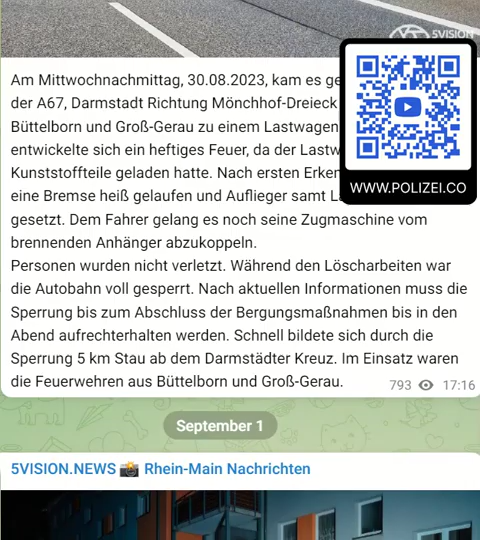 5VISION
Am Mittwochnachmittag, 30.08.2023, kam es
der A67, Darmstadt Richtung Mönchhof-Dreieck
Büttelborn und Groß-Gerau zu einem Lastwagen
entwickelte sich ein heftiges Feuer, da der
Kunststoffteile geladen hatte. Nach ersten
eine Bremse heiß gelaufen und Auflieger samt
gesetzt. Dem Fahrer gelang es noch seine Zugmaschine vom
brennenden Anhänger abzukoppeln.
Personen wurden nicht verletzt. Während den Löscharbeiten war
die Autobahn voll gesperrt. Nach aktuellen Informationen muss die
Sperrung bis zum Abschluss der Bergungsmaßnahmen bis in den
Abend aufrechterhalten werden. Schnell bildete sich durch die
Sperrung 5 km Stau ab dem Darmstädter Kreuz. Im Einsatz waren
die Feuerwehren aus Büttelborn und Groß-Gerau.
793 17:16
WWW.POLIZEI.CO
September 1
5VISION.NEWS 📸 Rhein-Main Nachrichten